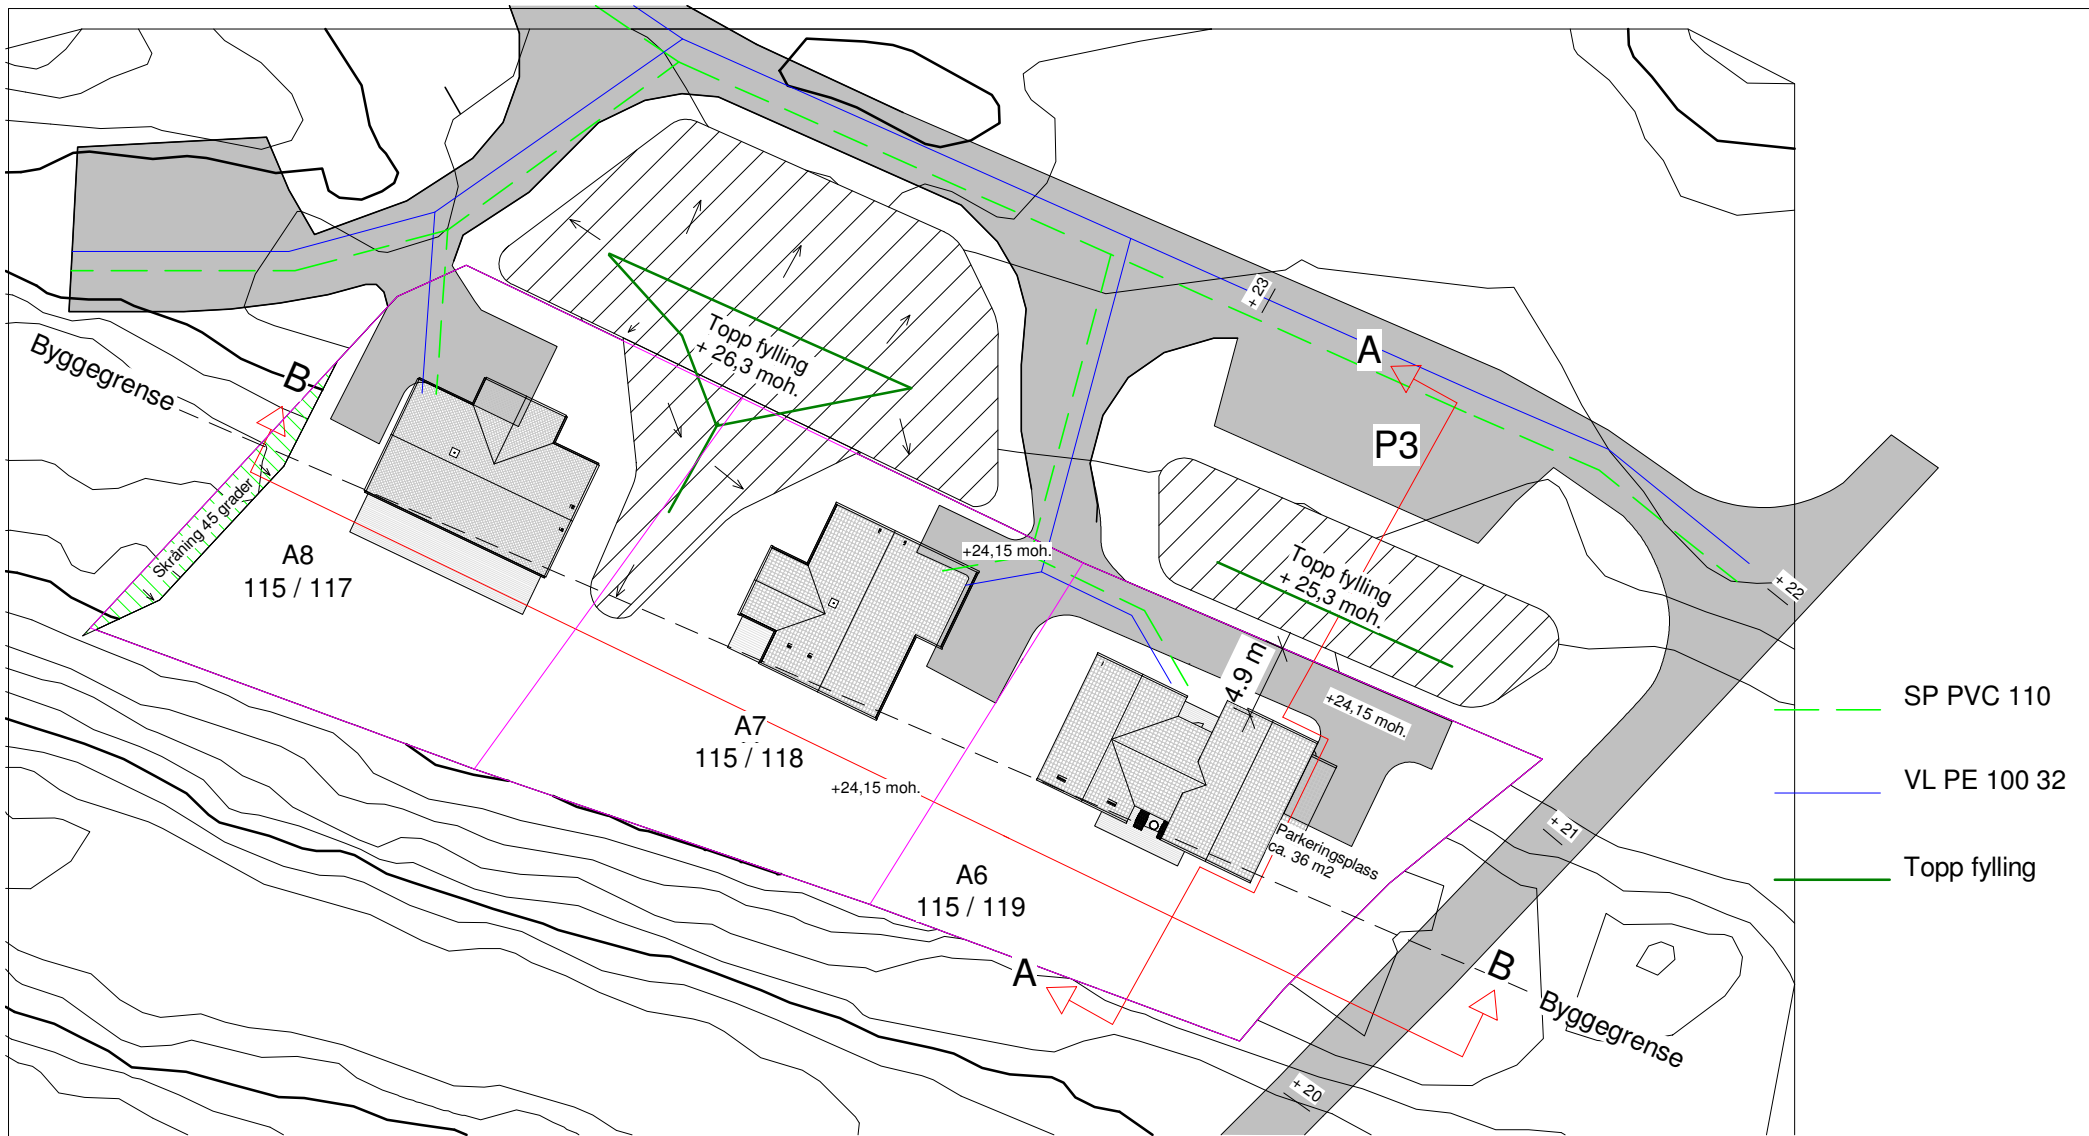 + 23
A
P3
Topp fylling
+ 26,3 moh.
Byggegrense
B
Skråning 45 grader
A8
115 / 117
+24,15 moh.
Topp fylling
+ 25,3 moh.
+ 22
4.9 m
+24,15 moh.
SP PVC 110
A7
115 / 118
+24,15 moh.
VL PE 100 32
+ 21
Parkeringsplass
ca. 36 m2
Topp fylling
A6
115 / 119
A
B
Byggegrense
+ 20